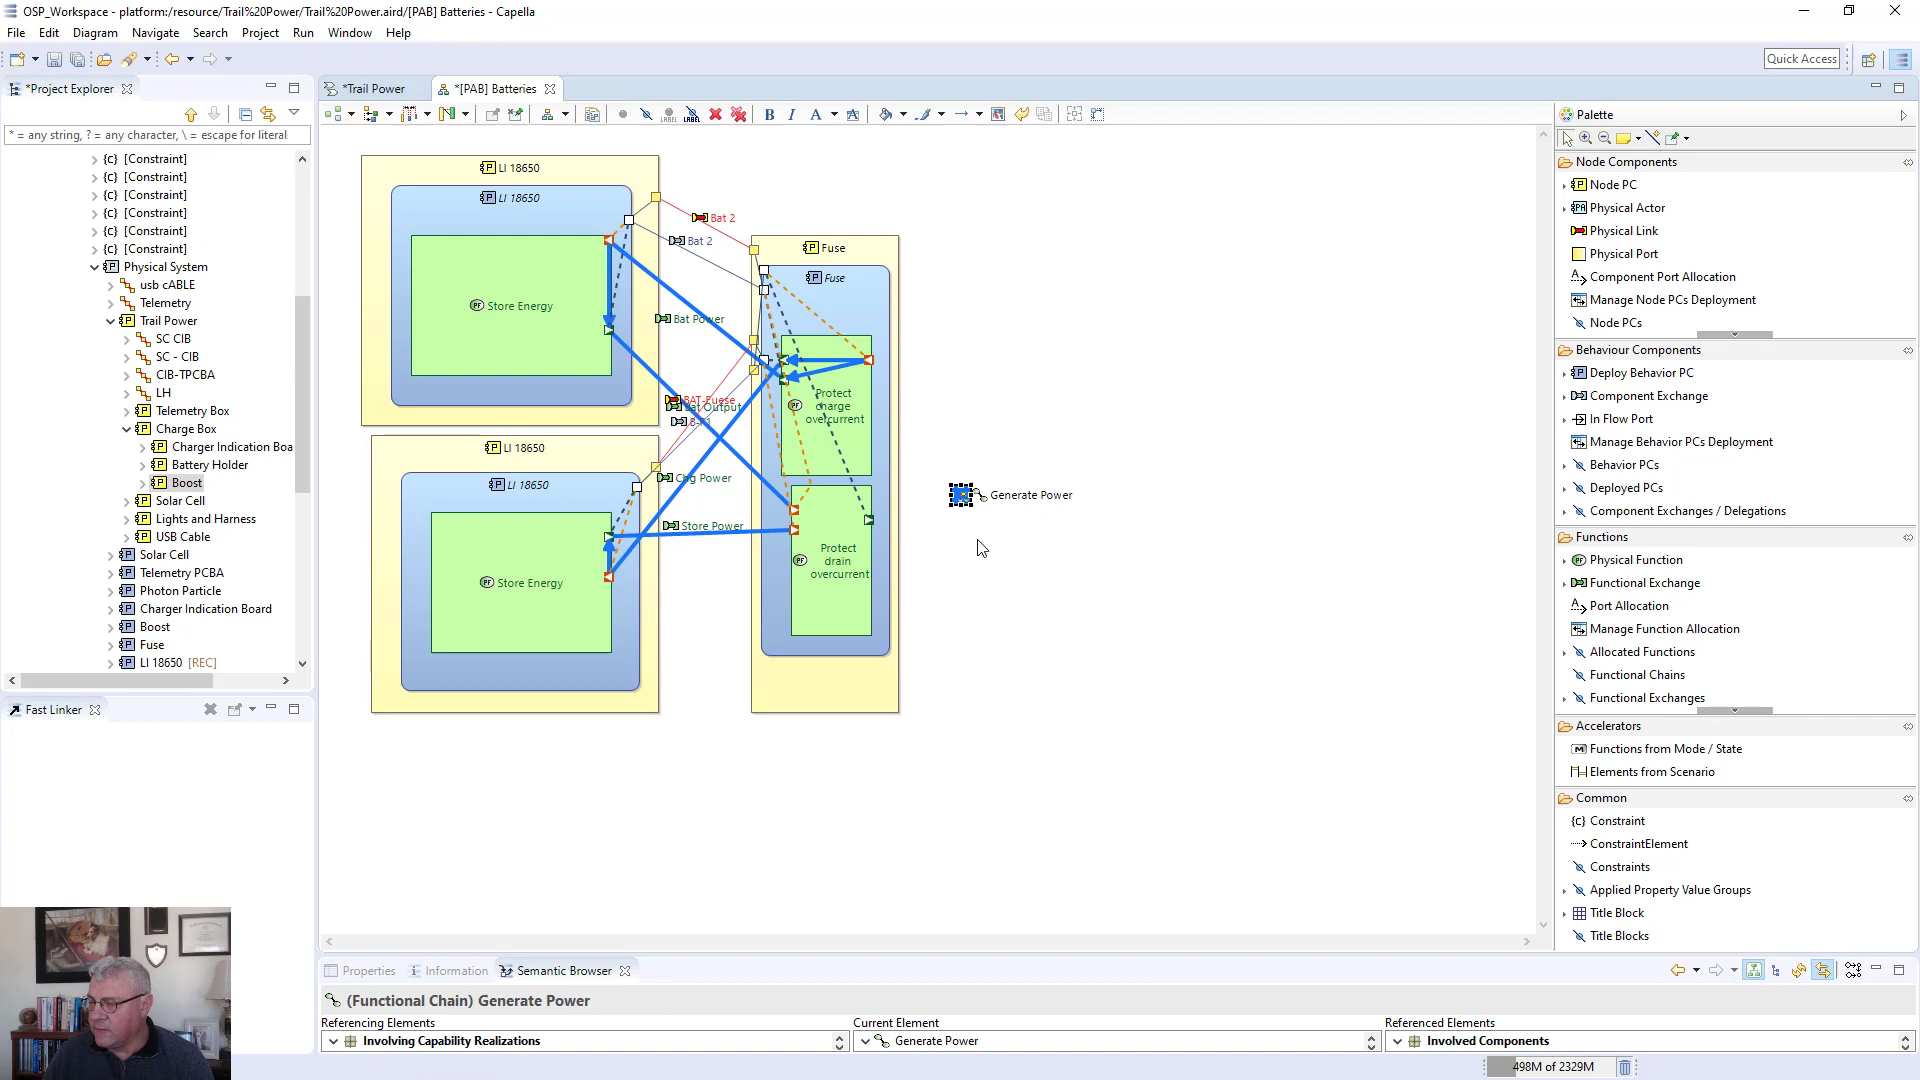 OSP_Workspace - platform:/resource/Trail%20Power/Trail%20Power.aird/[PAB] Batteries - Capella
File Edit Diagram Navigate Search Project Run Window Help
Quick Access
*Project Explorer
*Trail Power
*[PAB] Batteries
* = any string, ? = any character, \ = escape for literal
{c} [Constraint]
{c} [Constraint]
{c} [Constraint]
{c} [Constraint]
{c} [Constraint]
{c} [Constraint]
Physical System
usb cABLE
Telemetry
Trail Power
SC CIB
SC - CIB
CIB-TPCBA
LH
Telemetry Box
Charge Box
Charger Indication Boa
Battery Holder
Boost
Solar Cell
Lights and Harness
USB Cable
Solar Cell
Telemetry PCBA
Photon Particle
Charger Indication Board
Boost
Fuse
LI 18650 [REC]
Fast Linker
LI 18650
LI 18650
Store Energy
LI 18650
LI 18650
Store Energy
Bat 2
Bat 2
Bat Power
BAT-Fuese
Bat Output
Chg Power
Store Power
Fuse
Fuse
Protect
charge
overcurrent
Protect
drain
overcurrent
Generate Power
Palette
Node Components
Node PC
Physical Actor
Physical Link
Physical Port
Component Port Allocation
Manage Node PCs Deployment
Node PCs
Behaviour Components
Deploy Behavior PC
Component Exchange
In Flow Port
Manage Behavior PCs Deployment
Behavior PCs
Deployed PCs
Component Exchanges / Delegations
Functions
Physical Function
Functional Exchange
Port Allocation
Manage Function Allocation
Allocated Functions
Functional Chains
Functional Exchanges
Accelerators
Functions from Mode / State
Elements from Scenario
Common
{c} Constraint
ConstraintElement
Constraints
Applied Property Value Groups
Title Block
Title Blocks
Properties Information Semantic Browser
(Functional Chain) Generate Power
Referencing Elements Current Element Referenced Elements
Involving Capability Realizations Generate Power Involved Components
498M of 2329M